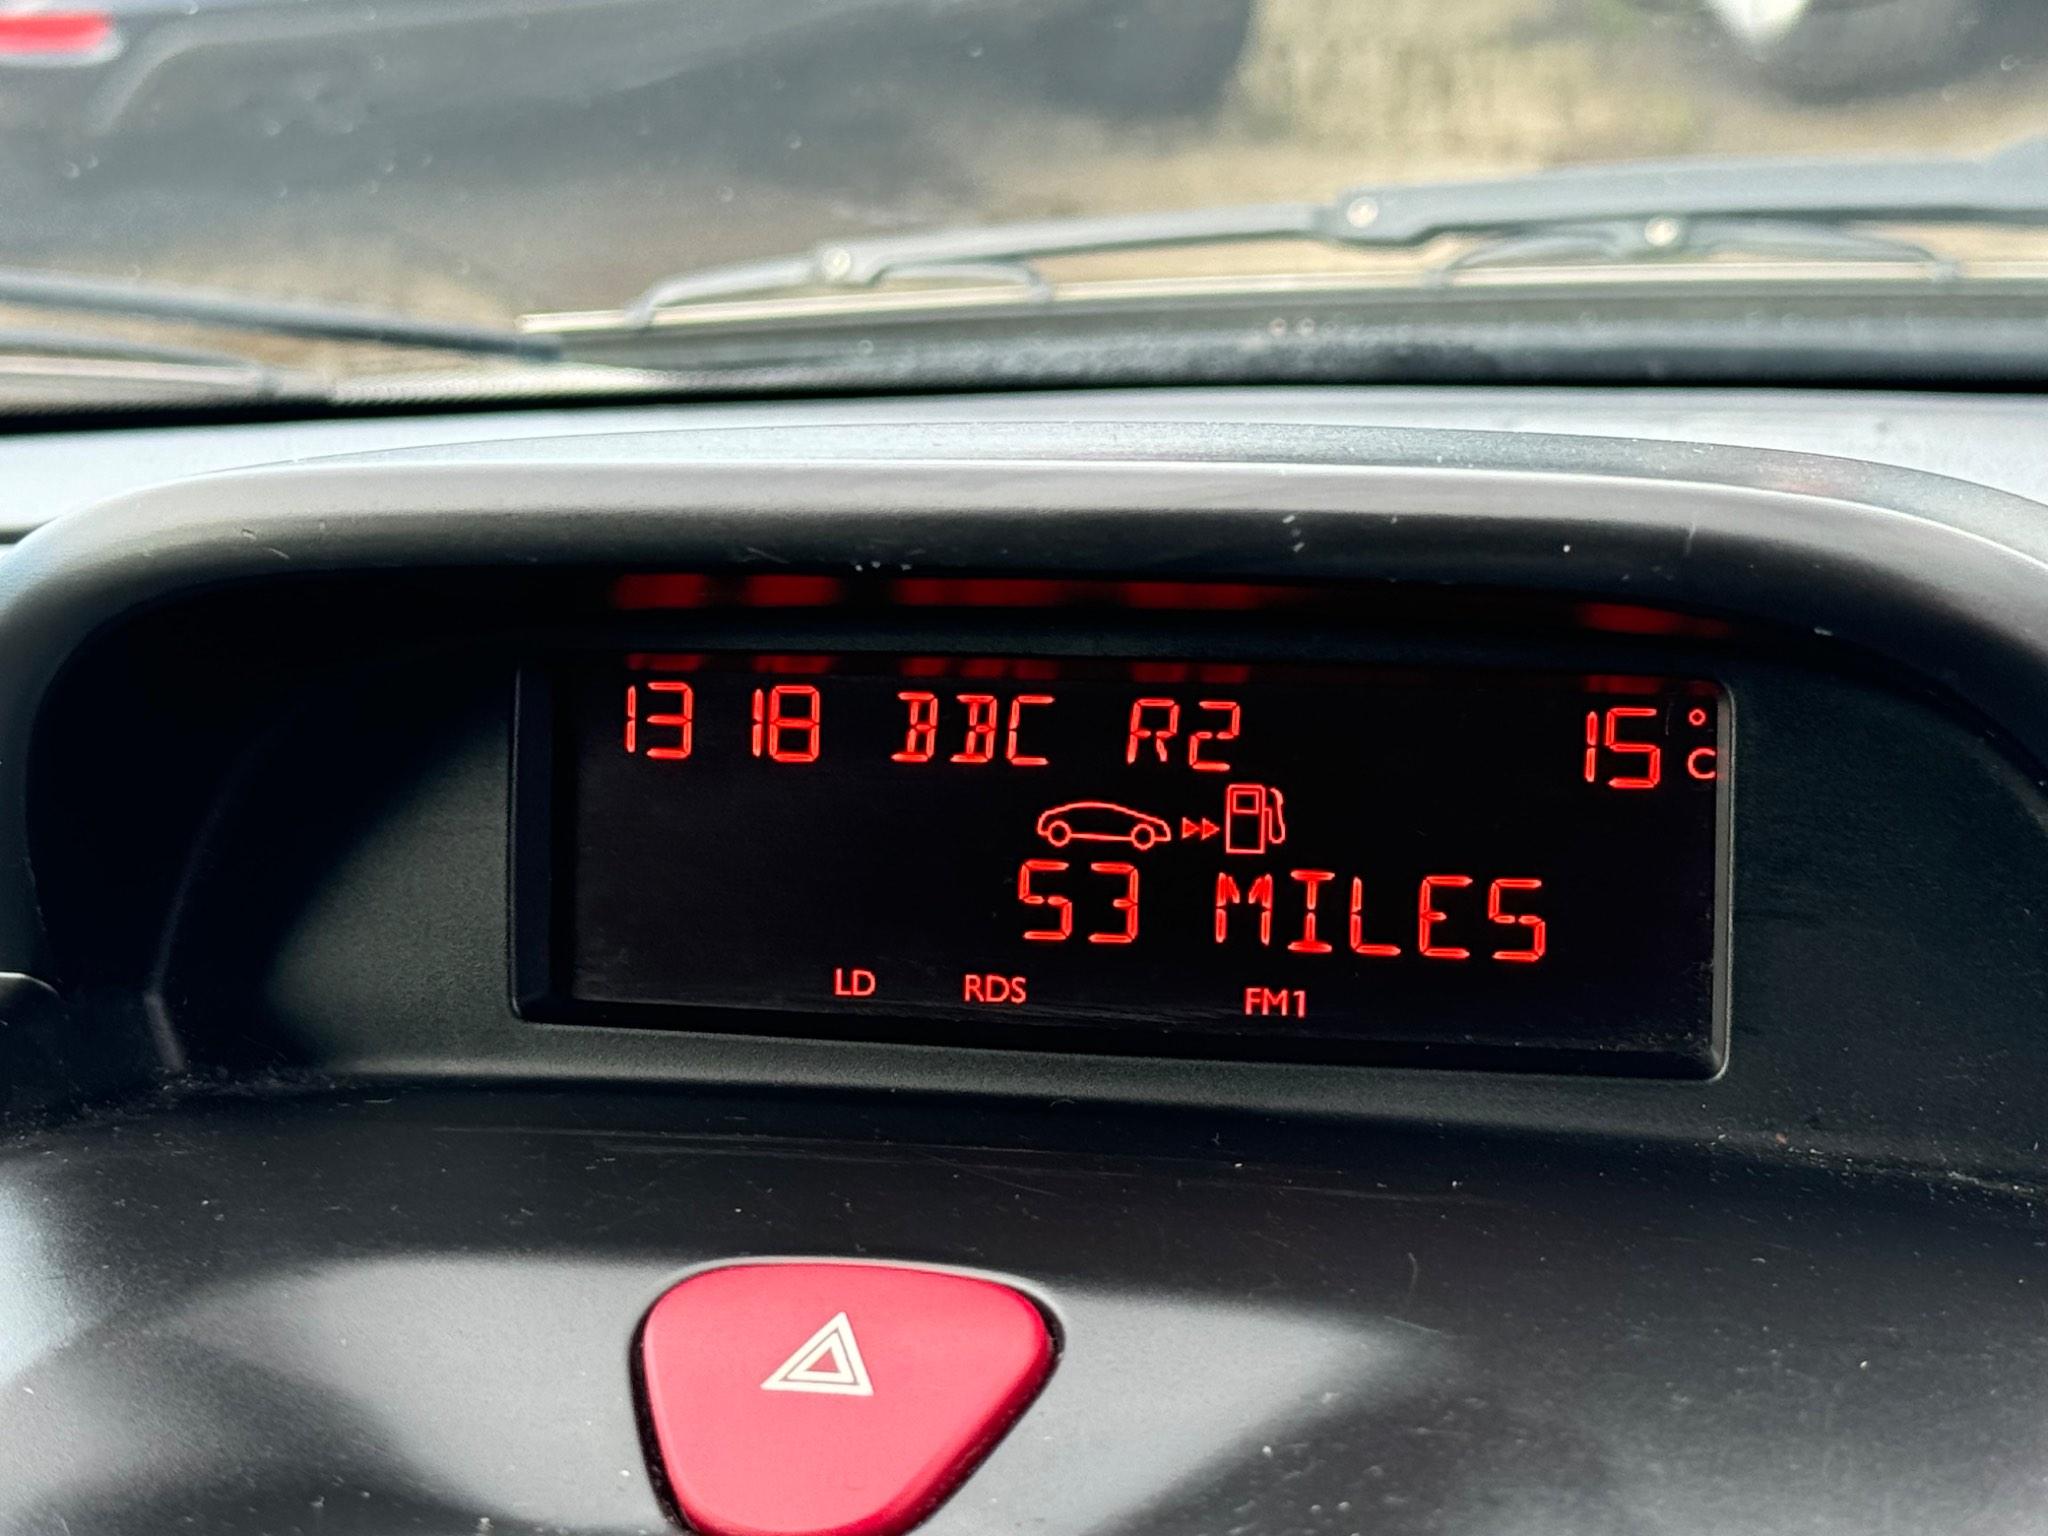 13 18 BBC R2 15°C
53 MILES
LD RDS FM1